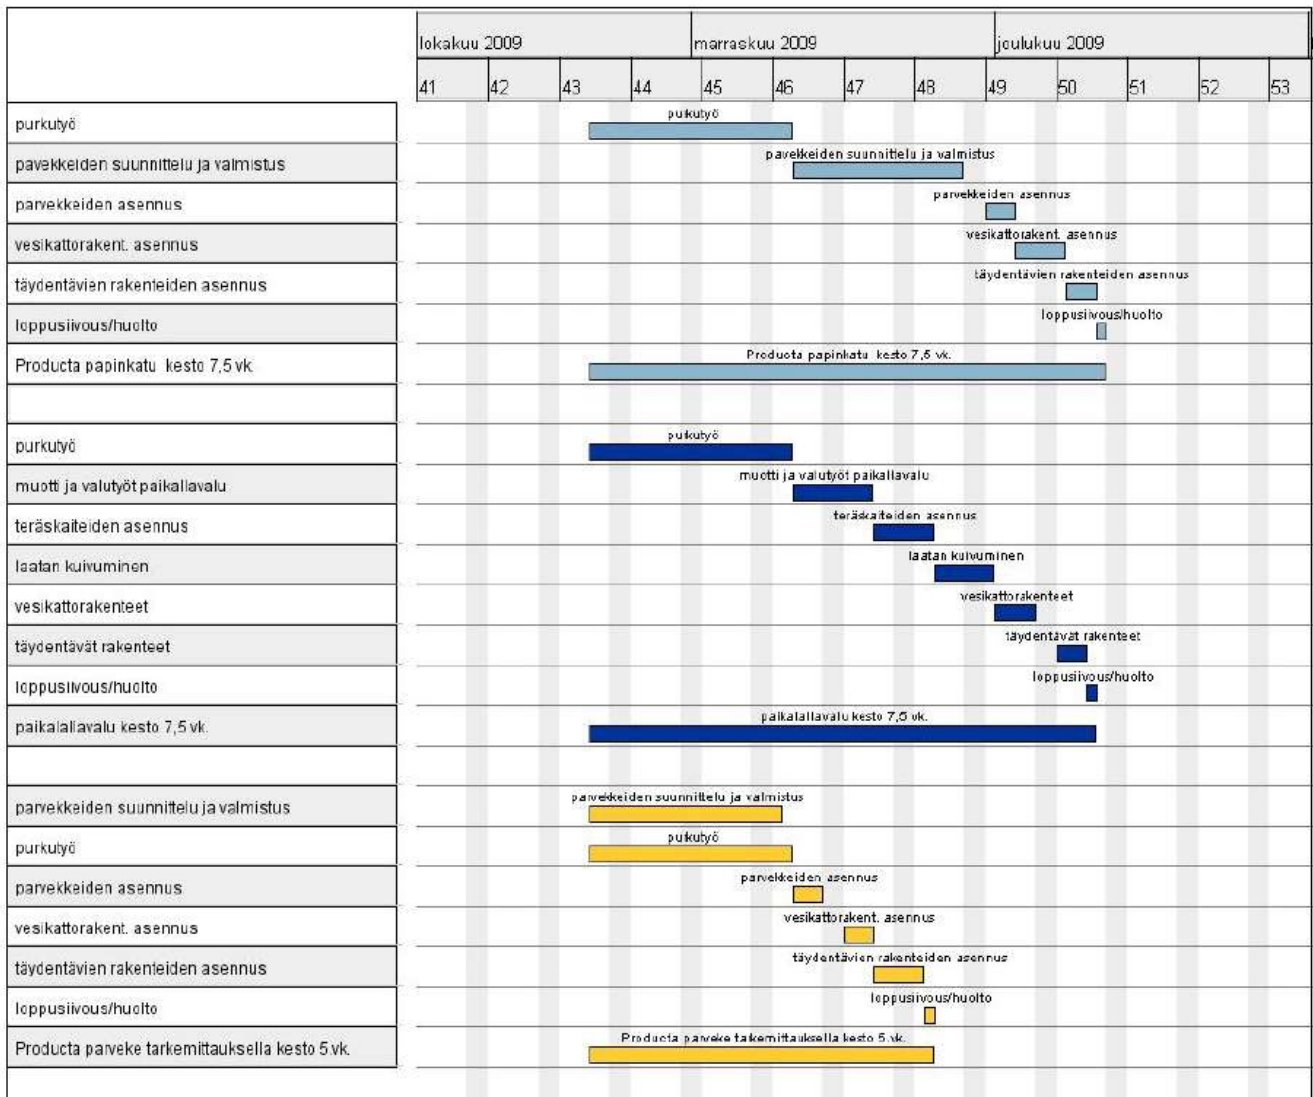 lokakuu 2009 marraskuu 2009 joulukuu 2009
41 42 43 44 45 46 47 48 49 50 51 52 53
purkutyö purkutyö
pavekkeiden suunnittelu ja valmistus pavekkeiden suunnittelu ja valmistus
parvekkeiden asennus parvekkeiden asennus
vesikattorakent. asennus vesikattorakent. asennus
täydentävien rakenteiden asennus täydentävien rakenteiden asennus
loppusiivous/huolto loppusiivous/huolto
Producta papinkatu kesto 7,5 vk. Producta papinkatu kesto 7,5 vk.
purkutyö purkutyö
muotti ja valutyöt paikallavalu muotti ja valutyöt paikallavalu
teräskaiteiden asennus teräskaiteiden asennus
laatan kuivuminen laatan kuivuminen
vesikattorakenteet vesikattorakenteet
täydentävät rakenteet täydentävät rakenteet
loppusiivous/huolto loppusiivous/huolto
paikalallavalu kesto 7,5 vk. paikalallavalu kesto 7,5 vk.
parvekkeiden suunnittelu ja valmistus parvekkeiden suunnittelu ja valmistus
purkutyö purkutyö
parvekkeiden asennus parvekkeiden asennus
vesikattorakent. asennus vesikattorakent. asennus
täydentävien rakenteiden asennus täydentävien rakenteiden asennus
loppusiivous/huolto loppusiivous/huolto
Producta parveke tarkemittauksella kesto 5.vk. Producta parveke tarkemittauksella kesto 5.vk.